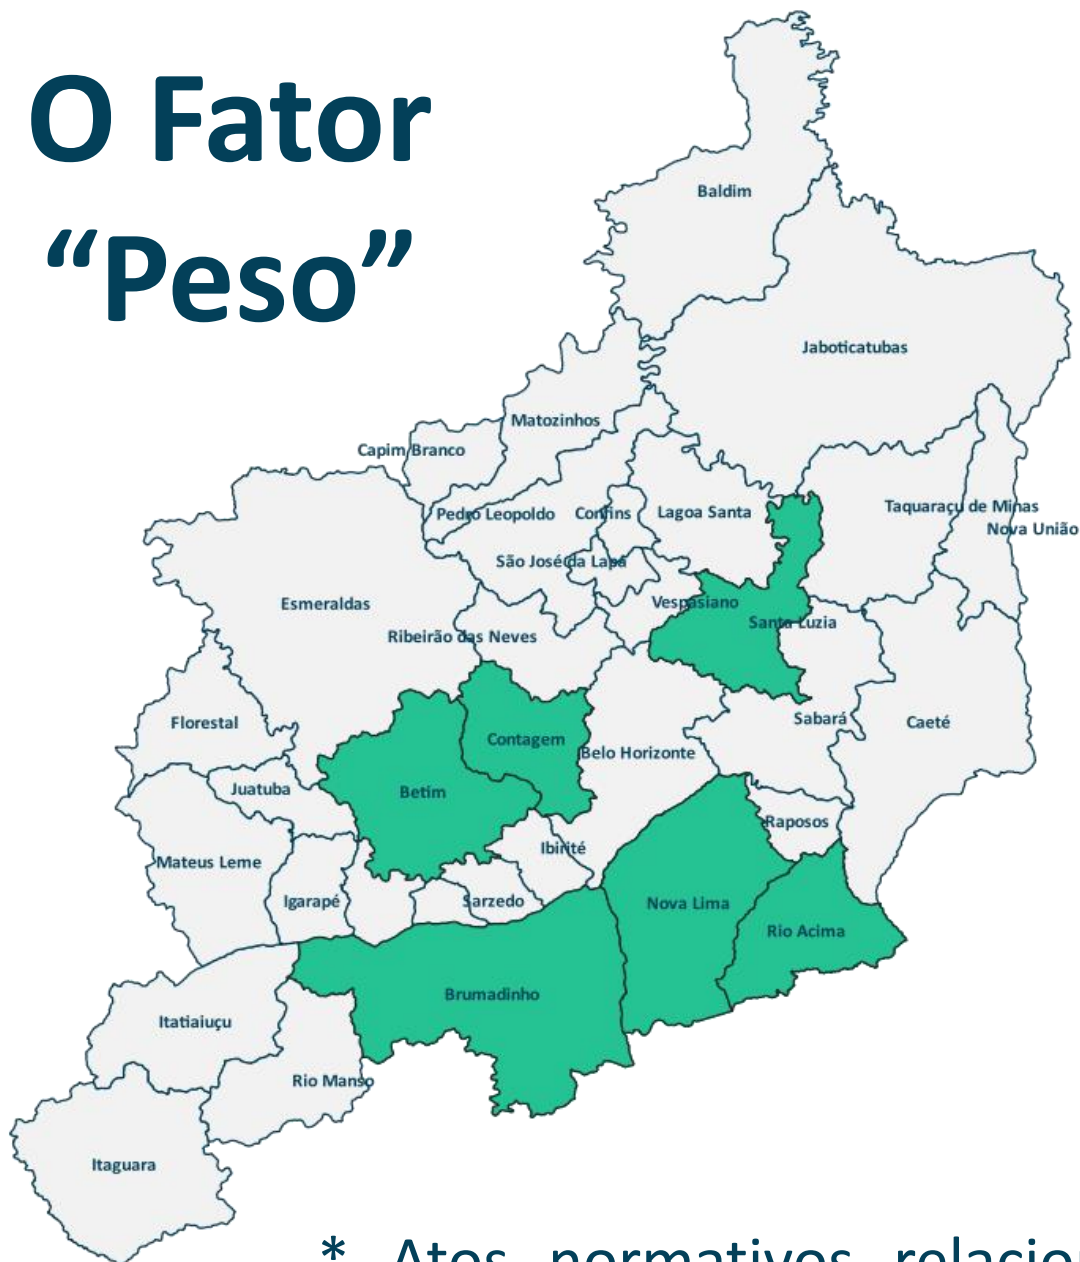 O Fator
“Peso”
Baldim
Jaboticatubas
Matozinhos
Capim Branco
Pedro Leopoldo
Confins
Lagoa Santa
Taquaraçu de Minas
Nova União
São José da Lapa
Esmeraldas
Vespasiano
Santa Luzia
Ribeirão das Neves
Florestal
Sabará
Caeté
Contagem
Belo Horizonte
Juatuba
Betim
Raposos
Ibirité
Mateus Leme
Igarapé
Sarzedo
Nova Lima
Rio Acima
Brumadinho
Itatiaiuçu
Rio Manso
Itaguara
* Atos normativos